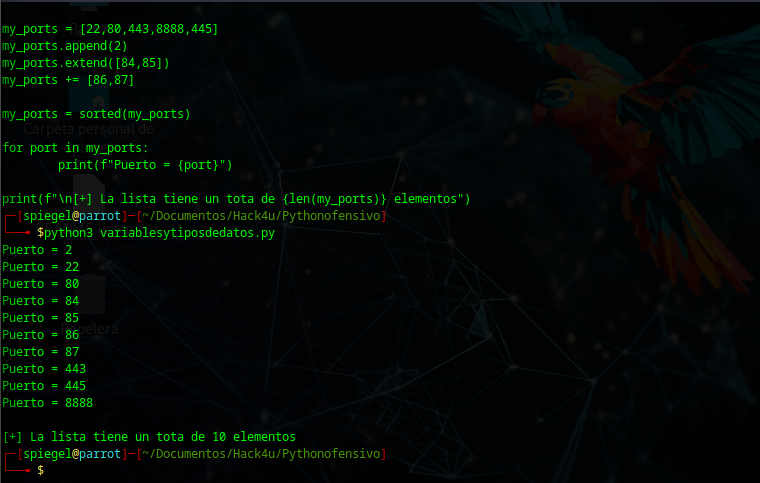 my_ports = [22,80,443,8888,445]
my_ports.append(2)
my_ports.extend([84,85])
my_ports += [86,87]
my_ports = sorted(my_ports)
Carpeta personal de
for port in my_ports:
        print(f"Puerto = {port}")
print(f"\n[+] La lista tiene un tota de {len(my_ports)} elementos")
┌─[spiegel@parrot]─[~/Documentos/Hack4u/Pythonofensivo]
└──╼ $python3 variablesytiposdedatos.py
Puerto = 2
Puerto = 22
Puerto = 80
Puerto = 84
Puerto = 85
Puerto = 86
Papelera
Puerto = 87
Puerto = 443
Puerto = 445
Puerto = 8888
[+] La lista tiene un tota de 10 elementos
┌─[spiegel@parrot]─[~/Documentos/Hack4u/Pythonofensivo]
└──╼ $